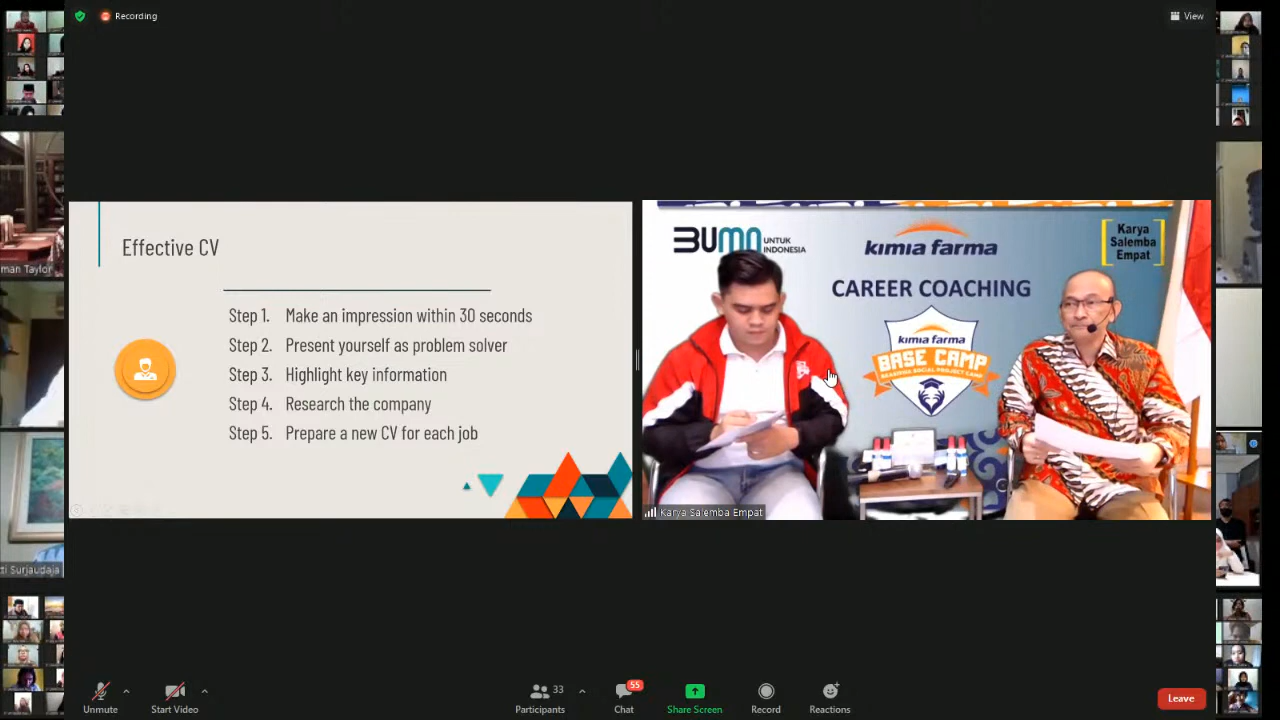 Recording
View
man Taylor
ti Surjaudaja
Effective CV
Step 1. Make an impression within 30 seconds
Step 2. Present yourself as problem solver
Step 3. Highlight key information
Step 4. Research the company
Step 5. Prepare a new CV for each job
BUMN UNTUK INDONESIA
kimia farma
Karya
Salemba
Empat
CAREER COACHING
kimia farma
BASE CAMP
Karya Salemba Empat
Unmute
Start Video
33
Participants
55
Chat
Share Screen
Record
Reactions
Leave